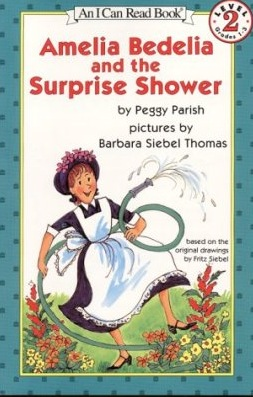 An I Can Read Book®
LEVEL
2
Grades 1-3
Amelia Bedelia
and the
Surprise Shower
by Peggy Parish
pictures by
Barbara Siebel Thomas
based on the
original drawings
by Fritz Siebel